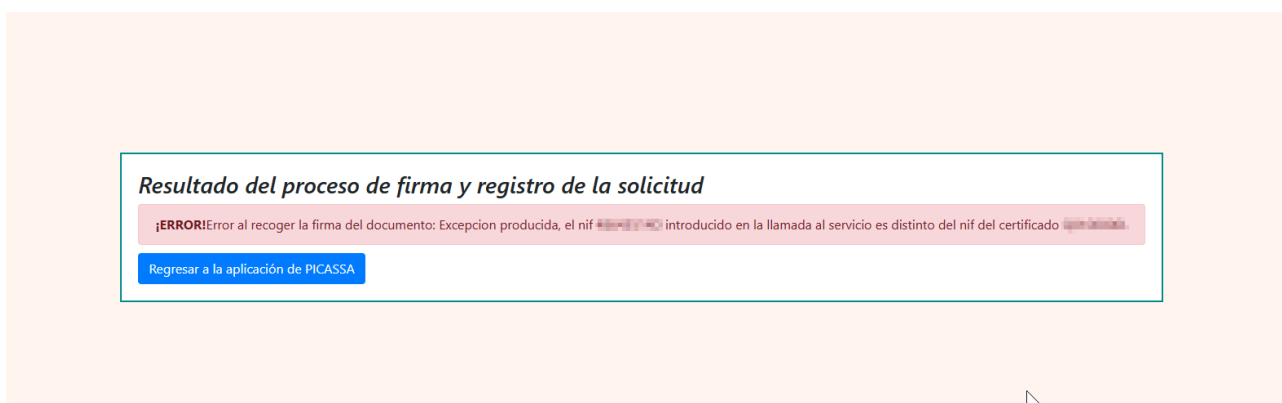 Resultado del proceso de firma y registro de la solicitud
¡ERROR!Error al recoger la firma del documento: Excepcion producida, el nif introducido en la llamada al servicio es distinto del nif del certificado
Regresar a la aplicación de PICASSA